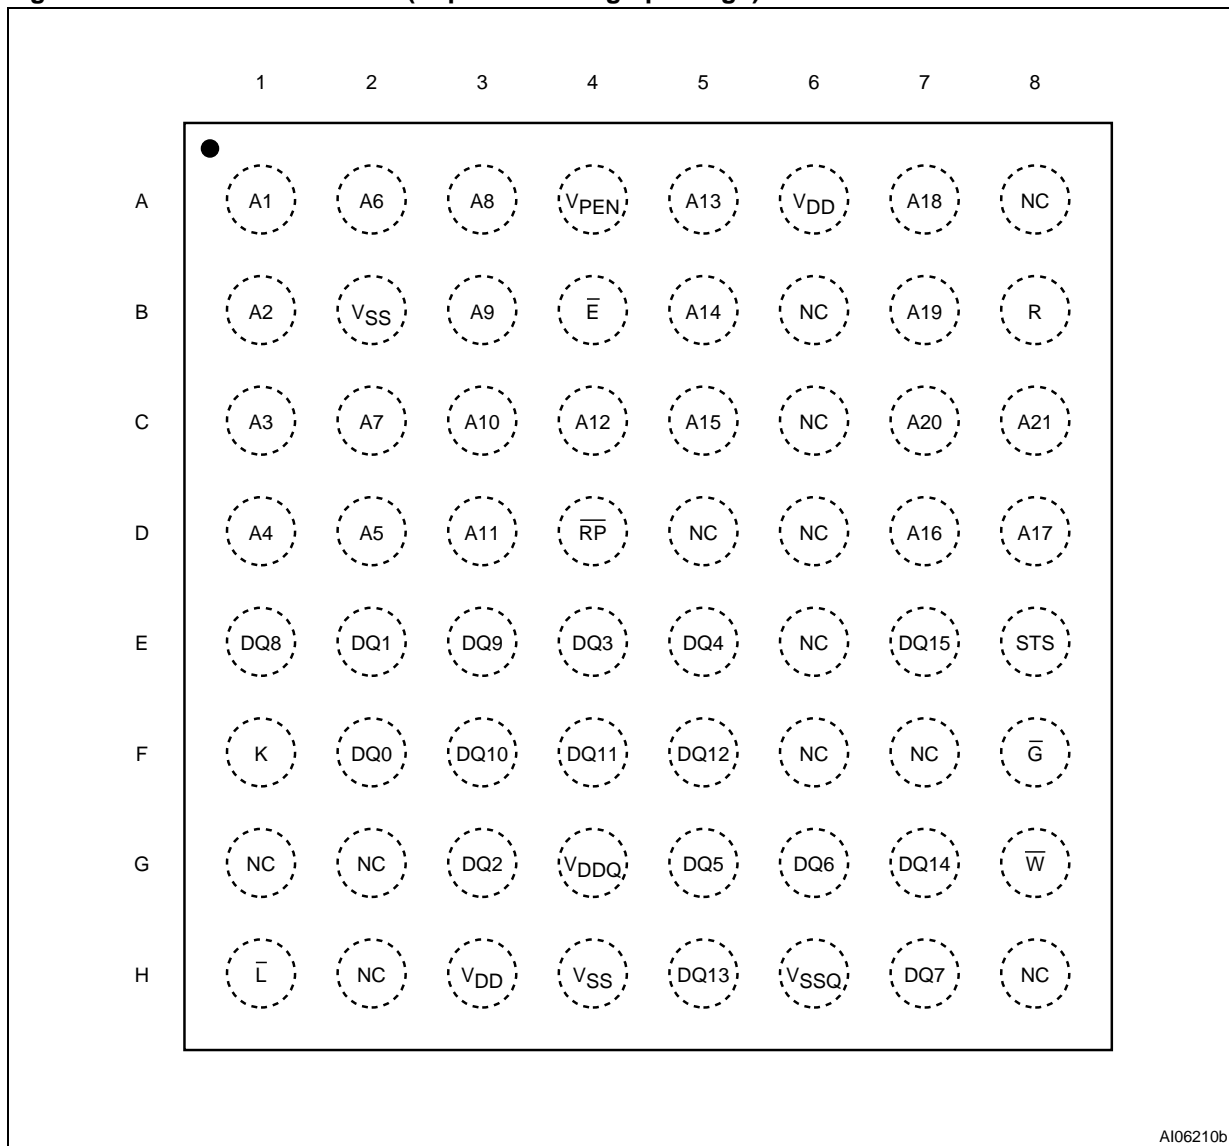 1 2 3 4 5 6 7 8
A A1 A6 A8 VPEN A13 VDD A18 NC
B A2 VSS A9 E̅ A14 NC A19 R
C A3 A7 A10 A12 A15 NC A20 A21
D A4 A5 A11 R̅P̅ NC NC A16 A17
E DQ8 DQ1 DQ9 DQ3 DQ4 NC DQ15 STS
F K DQ0 DQ10 DQ11 DQ12 NC NC G̅
G NC NC DQ2 VDDQ DQ5 DQ6 DQ14 W̅
H L̅ NC VDD VSS DQ13 VSSQ DQ7 NC
AI06210b